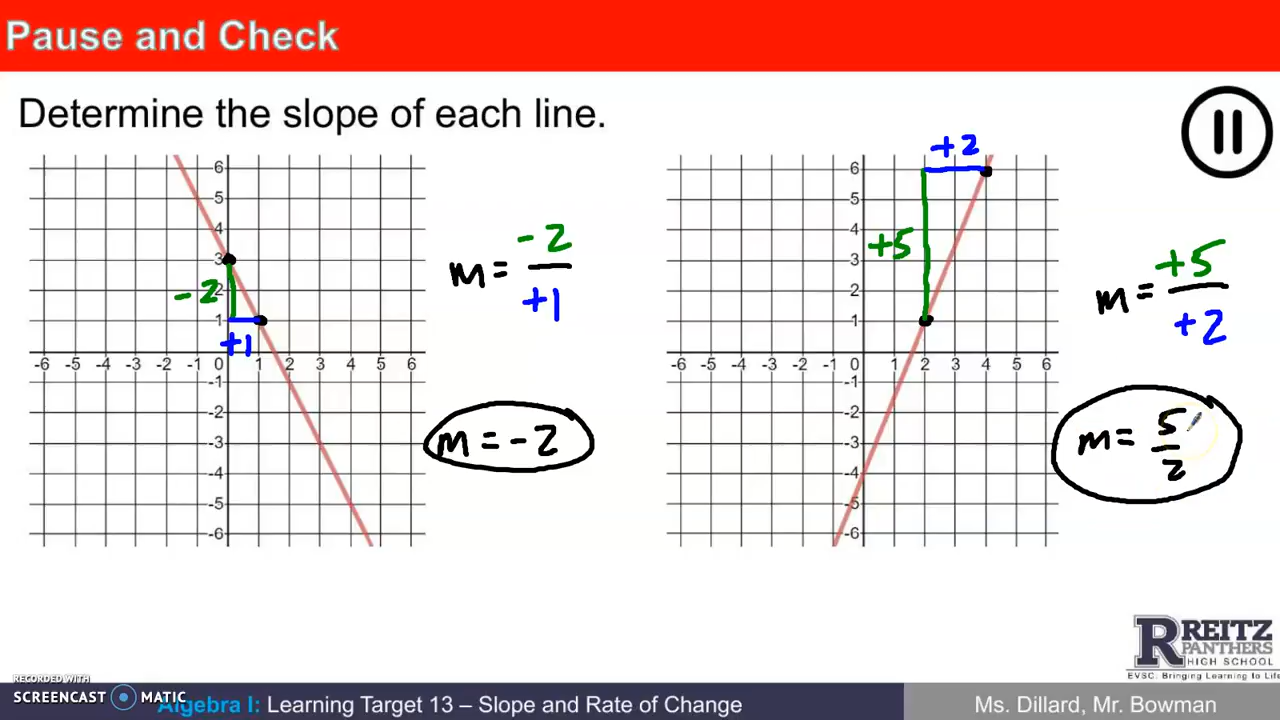 Pause and Check
Determine the slope of each line.
6
5
4
3
2
1
-6 -5 -4 -3 -2 -1 0 1 2 3 4 5 6
-1
-2
-3
-4
-5
-6
-2
+1
m = -2
+1
m = -2
6
5
4
3
2
1
-6 -5 -4 -3 -2 -1 0 1 2 3 4 5 6
-1
-2
-3
-4
-5
-6
+2
+5
m = +5
+2
m = 5
2
REITZ
PANTHERS
HIGH SCHOOL
EVSC: Bringing Learning to Life
RECORDED WITH
SCREENCAST MATIC
Algebra I: Learning Target 13 – Slope and Rate of Change
Ms. Dillard, Mr. Bowman